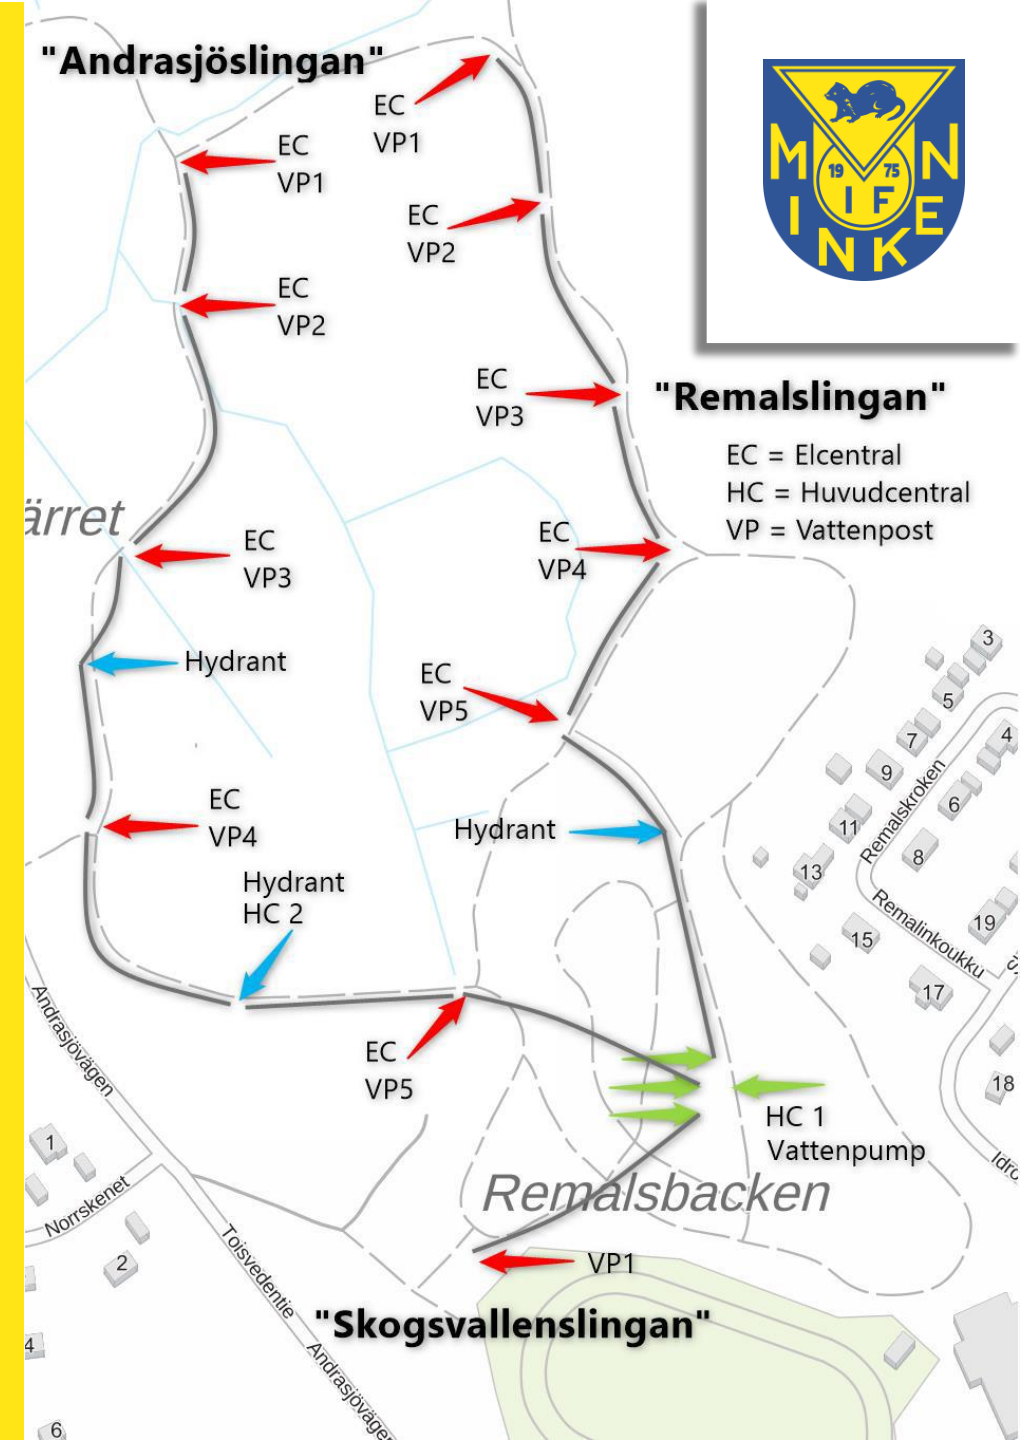 "Andrasjöslingan"
EC
VP1
EC
VP1
EC
VP2
EC
VP2
EC
VP3
"Remalslingan"
EC = Elcentral
HC = Huvudcentral
VP = Vattenpost
MINKEN
IF
19 75
ärret
EC
VP3
EC
VP4
Hydrant
EC
VP5
EC
VP4
Hydrant
Hydrant
HC 2
EC
VP5
HC 1
Vattenpump
Remalsbacken
VP1
"Skogsvallenslingan"
Andrasjövägen
Norrskenet
Toisvedentie
Andrasjöväge
Remalskroken
Remalinkoukku
Idro
3
5
7
4
9
6
11
8
13
15
19
17
18
1
2
4
6